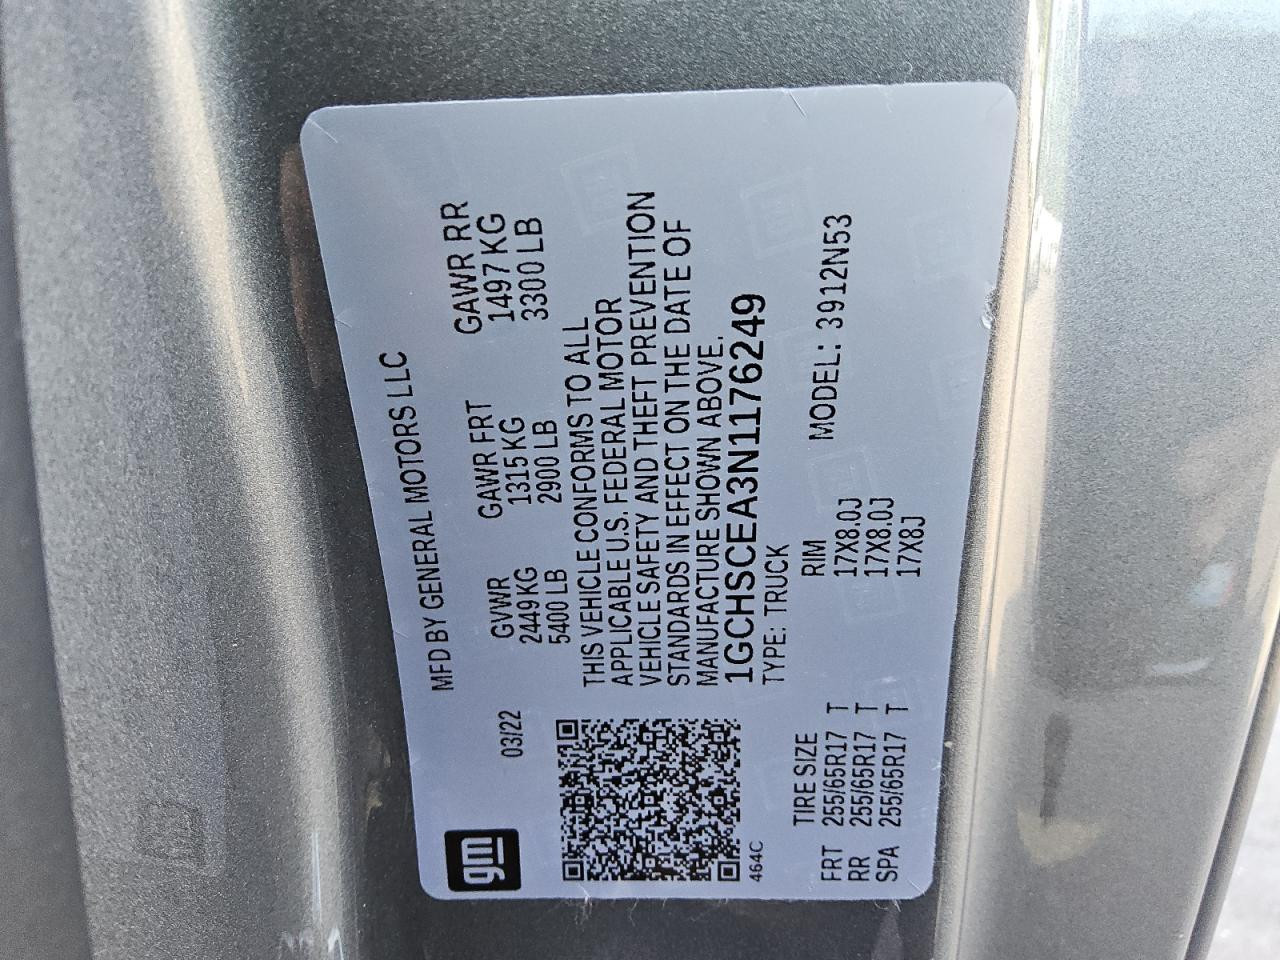 gm
MFD BY GENERAL MOTORS LLC
03/22
GVWR GAWR FRT GAWR RR
2449 KG 1315 KG 1497 KG
5400 LB 2900 LB 3300 LB
THIS VEHICLE CONFORMS TO ALL
APPLICABLE U.S. FEDERAL MOTOR
VEHICLE SAFETY AND THEFT PREVENTION
STANDARDS IN EFFECT ON THE DATE OF
MANUFACTURE SHOWN ABOVE.
1GCHSCEA3N1176249
464C
TYPE: TRUCK
TIRE SIZE RIM MODEL: 3912N53
FRT 255/65R17 T 17X8.0J
RR 255/65R17 T 17X8.0J
SPA 255/65R17 T 17X8J